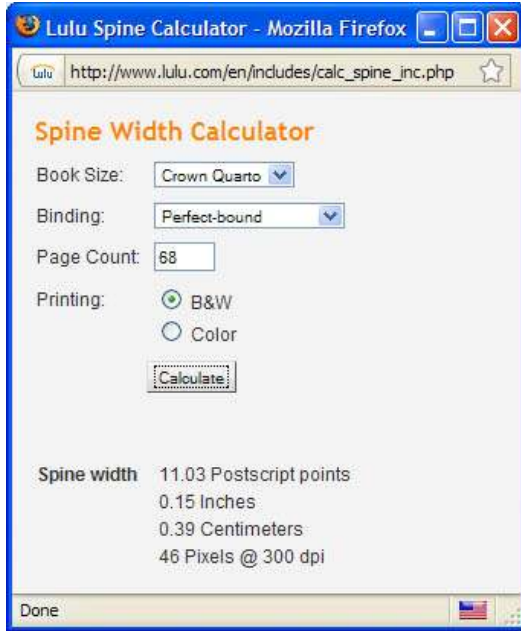 Lulu Spine Calculator - Mozilla Firefox
Lulu http://www.lulu.com/en/includes/calc_spine_inc.php
Spine Width Calculator
Book Size: Crown Quarto
Binding: Perfect-bound
Page Count: 68
Printing: B&W
Color
Calculate
Spine width 11.03 Postscript points
0.15 Inches
0.39 Centimeters
46 Pixels @ 300 dpi
Done